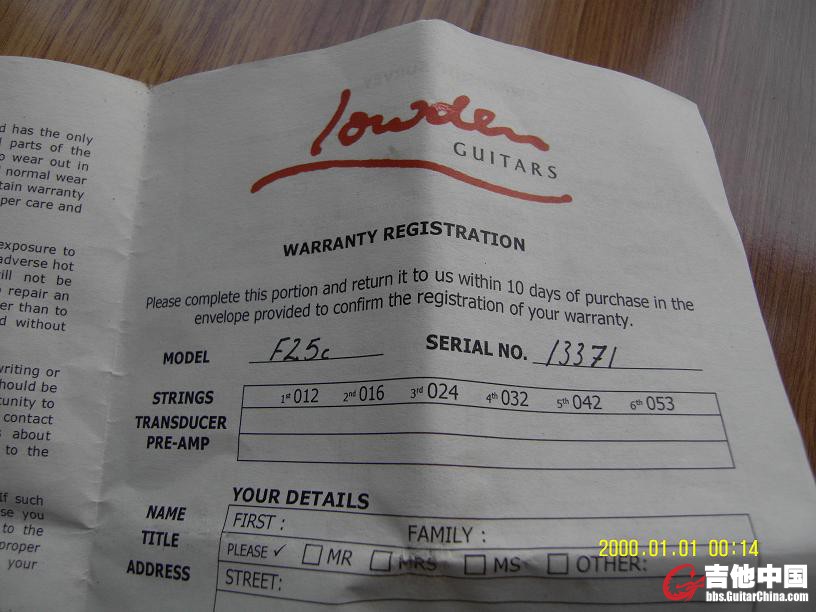 d has the only
parts of the
o wear out in
normal wear
tain warranty
per care and
exposure to
adverse hot
ill not be
repair an
er than to
d without
writing or
hould be
tunity to
contact
about
to the
If such
se you
to the
proper
your
lowden
GUITARS
WARRANTY REGISTRATION
Please complete this portion and return it to us within 10 days of purchase in the
envelope provided to confirm the registration of your warranty.
MODEL F25c SERIAL NO. 13371
STRINGS 1st 012 2nd 016 3rd 024 4th 032 5th 042 6th 053
TRANSDUCER
PRE-AMP
YOUR DETAILS
NAME FIRST : FAMILY :
TITLE PLEASE ✓ MR MRS MS OTHER:
ADDRESS STREET:
2000.01.01 00:14
吉他中国
bbs.GuitarChina.com